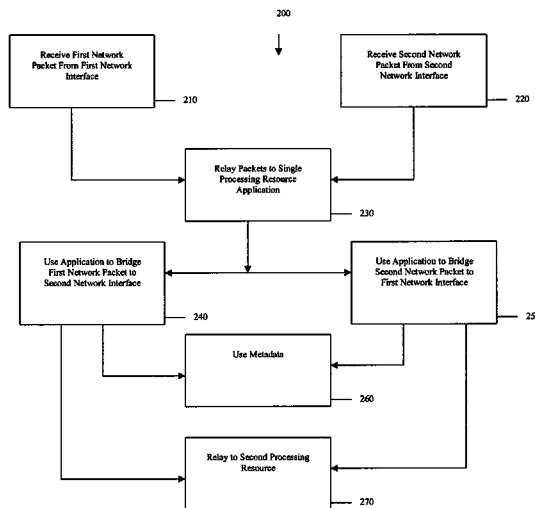 200
Receive First Network
Packet From First Network
Interface
210
Receive Second Network
Packet From Second
Network Interface
220
Relay Packets to Single
Processing Resource
Application
230
Use Application to Bridge
First Network Packet to
Second Network Interface
240
Use Application to Bridge
Second Network Packet to
First Network Interface
25
Use Metadata
260
Relay to Second Processing
Resource
270